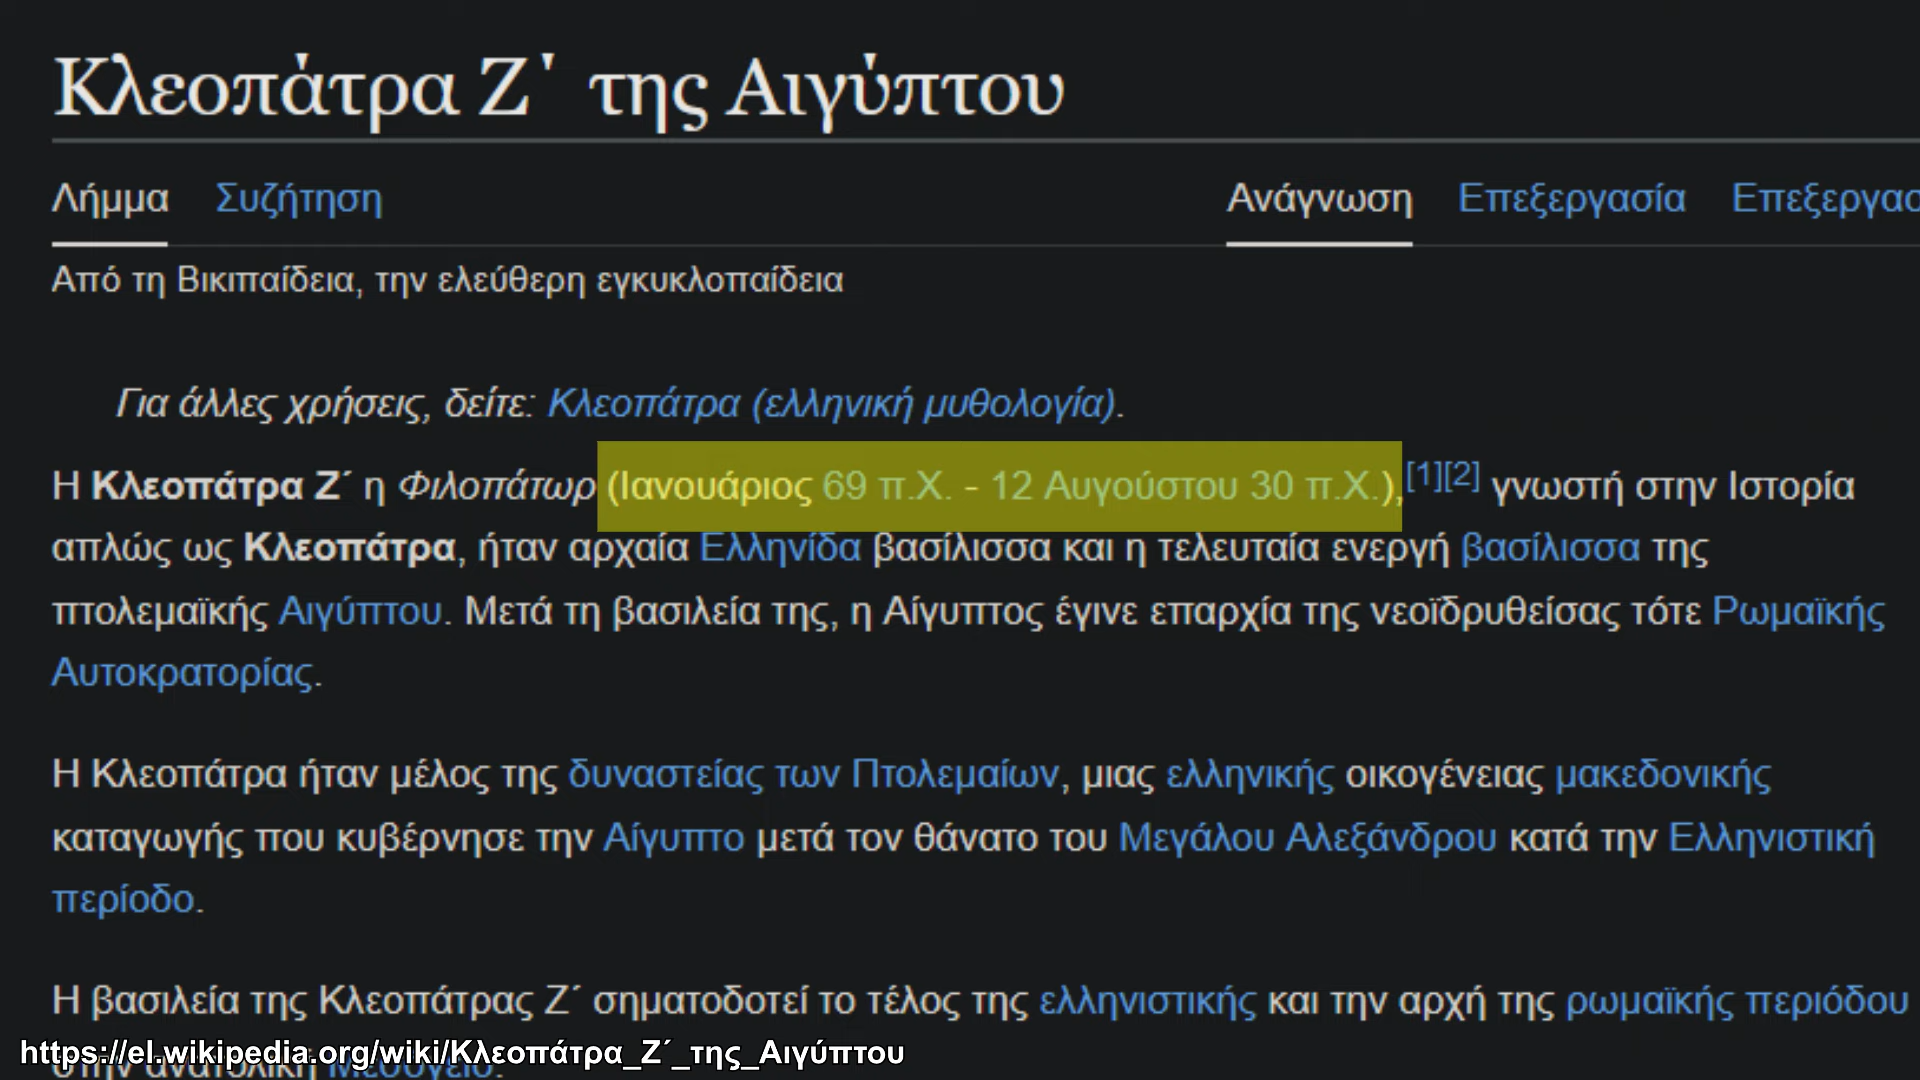 Κλεοπάτρα Ζ΄ της Αιγύπτου
Λήμμα Συζήτηση Ανάγνωση Επεξεργασία Επεξεργασ
Από τη Βικιπαίδεια, την ελεύθερη εγκυκλοπαίδεια
Για άλλες χρήσεις, δείτε: Κλεοπάτρα (ελληνική μυθολογία).
Η Κλεοπάτρα Ζ΄ η Φιλοπάτωρ (Ιανουάριος 69 π.Χ. - 12 Αυγούστου 30 π.Χ.),[1][2] γνωστή στην Ιστορία
απλώς ως Κλεοπάτρα, ήταν αρχαία Ελληνίδα βασίλισσα και η τελευταία ενεργή βασίλισσα της
πτολεμαϊκής Αιγύπτου. Μετά τη βασιλεία της, η Αίγυπτος έγινε επαρχία της νεοϊδρυθείσας τότε Ρωμαϊκής
Αυτοκρατορίας.
Η Κλεοπάτρα ήταν μέλος της δυναστείας των Πτολεμαίων, μιας ελληνικής οικογένειας μακεδονικής
καταγωγής που κυβέρνησε την Αίγυπτο μετά τον θάνατο του Μεγάλου Αλεξάνδρου κατά την Ελληνιστική
περίοδο.
Η βασιλεία της Κλεοπάτρας Ζ΄ σηματοδοτεί το τέλος της ελληνιστικής και την αρχή της ρωμαϊκής περιόδου
στην ανατολική Μεσόγειο.
https://el.wikipedia.org/wiki/Κλεοπάτρα_Ζ΄_της_Αιγύπτου